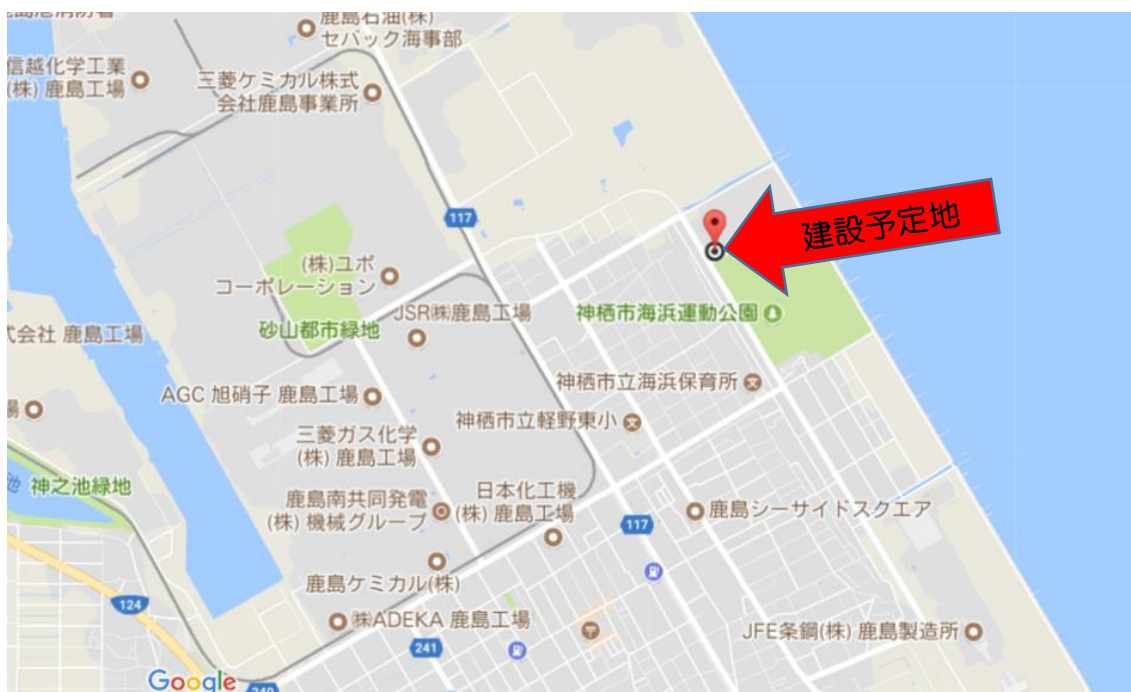 鹿島石油(株)
セバック海事部
信越化学工業
(株) 鹿島工場
三菱ケミカル株式
会社鹿島事業所
117
建設予定地
(株)ユポ
コーポレーション
JSR㈱鹿島工場
神栖市海浜運動公園
砂山都市緑地
式会社 鹿島工場
AGC 旭硝子 鹿島工場
神栖市立海浜保育所
神栖市立軽野東小
三菱ガス化学
(株) 鹿島工場
神之池緑地
鹿島南共同発電
(株) 機械グループ
日本化工機
(株) 鹿島工場
鹿島シーサイドスクエア
117
鹿島ケミカル(株)
124
㈱ADEKA 鹿島工場
JFE条鋼(株) 鹿島製造所
241
Google